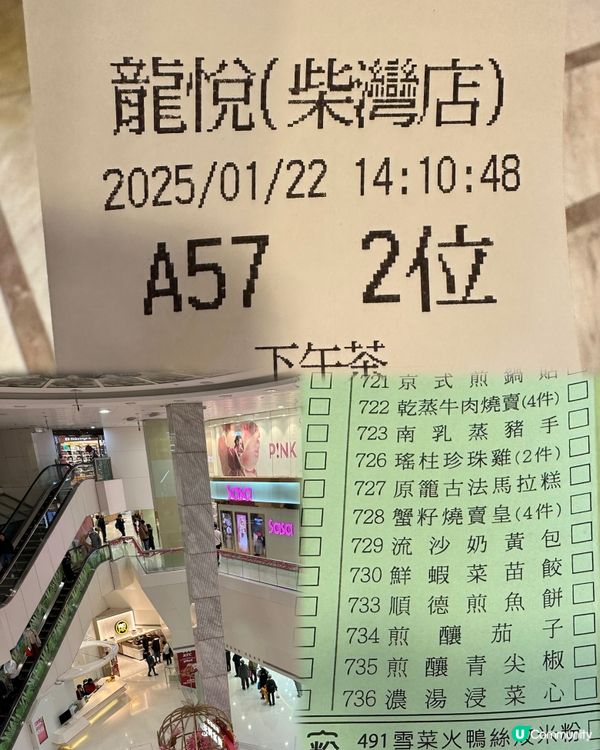 龍悅(柴灣店)
2025/01/22 14:10:48
A57 2位
下午茶
721 京式煎鍋貼
722 乾蒸牛肉燒賣(4件)
723 南乳蒸豬手
726 瑤柱珍珠雞(2件)
727 原籠古法馬拉糕
728 蟹籽燒賣皇(4件)
729 流沙奶黃包
730 鮮蝦菜苗餃
733 順德煎魚餅
734 煎釀茄子
735 煎釀青尖椒
736 濃湯浸菜心
491 雪菜火鴨絲
米粉
P!NK
Sasa
Sasa
U Community